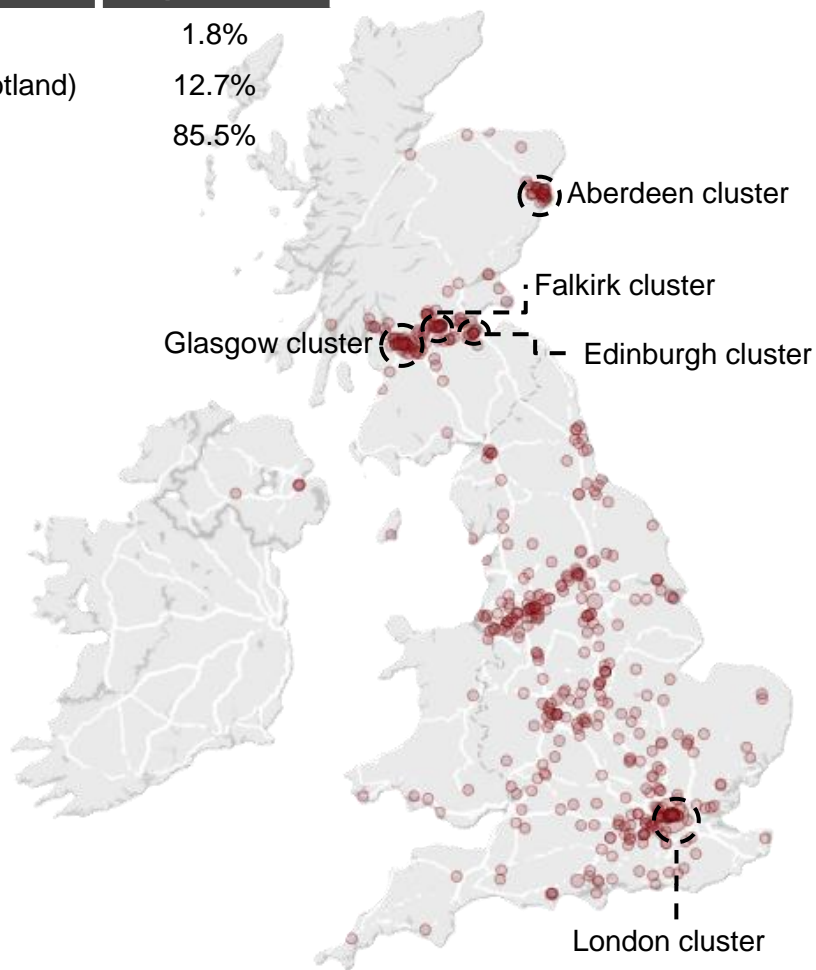 1.8%
otland) 12.7%
85.5%
Aberdeen cluster
Falkirk cluster
Glasgow cluster
Edinburgh cluster
London cluster